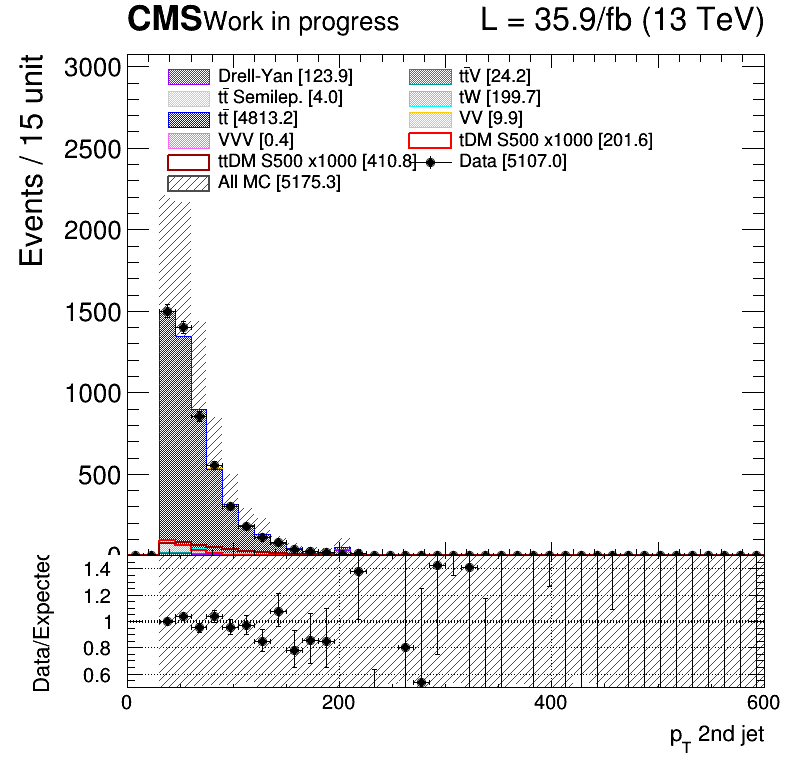 CMS Work in progress L = 35.9/fb (13 TeV)
Events / 15 unit
3000
2500
2000
1500
1000
500
0
Drell-Yan [123.9] tt̄V [24.2]
tt̄ Semilep. [4.0] tW [199.7]
tt̄ [4813.2] VV [9.9]
VVV [0.4] tDM S500 x1000 [201.6]
ttDM S500 x1000 [410.8] Data [5107.0]
All MC [5175.3]
Data/Expected
1.4
1.2
1
0.8
0.6
0 200 400 600
p_T 2nd jet